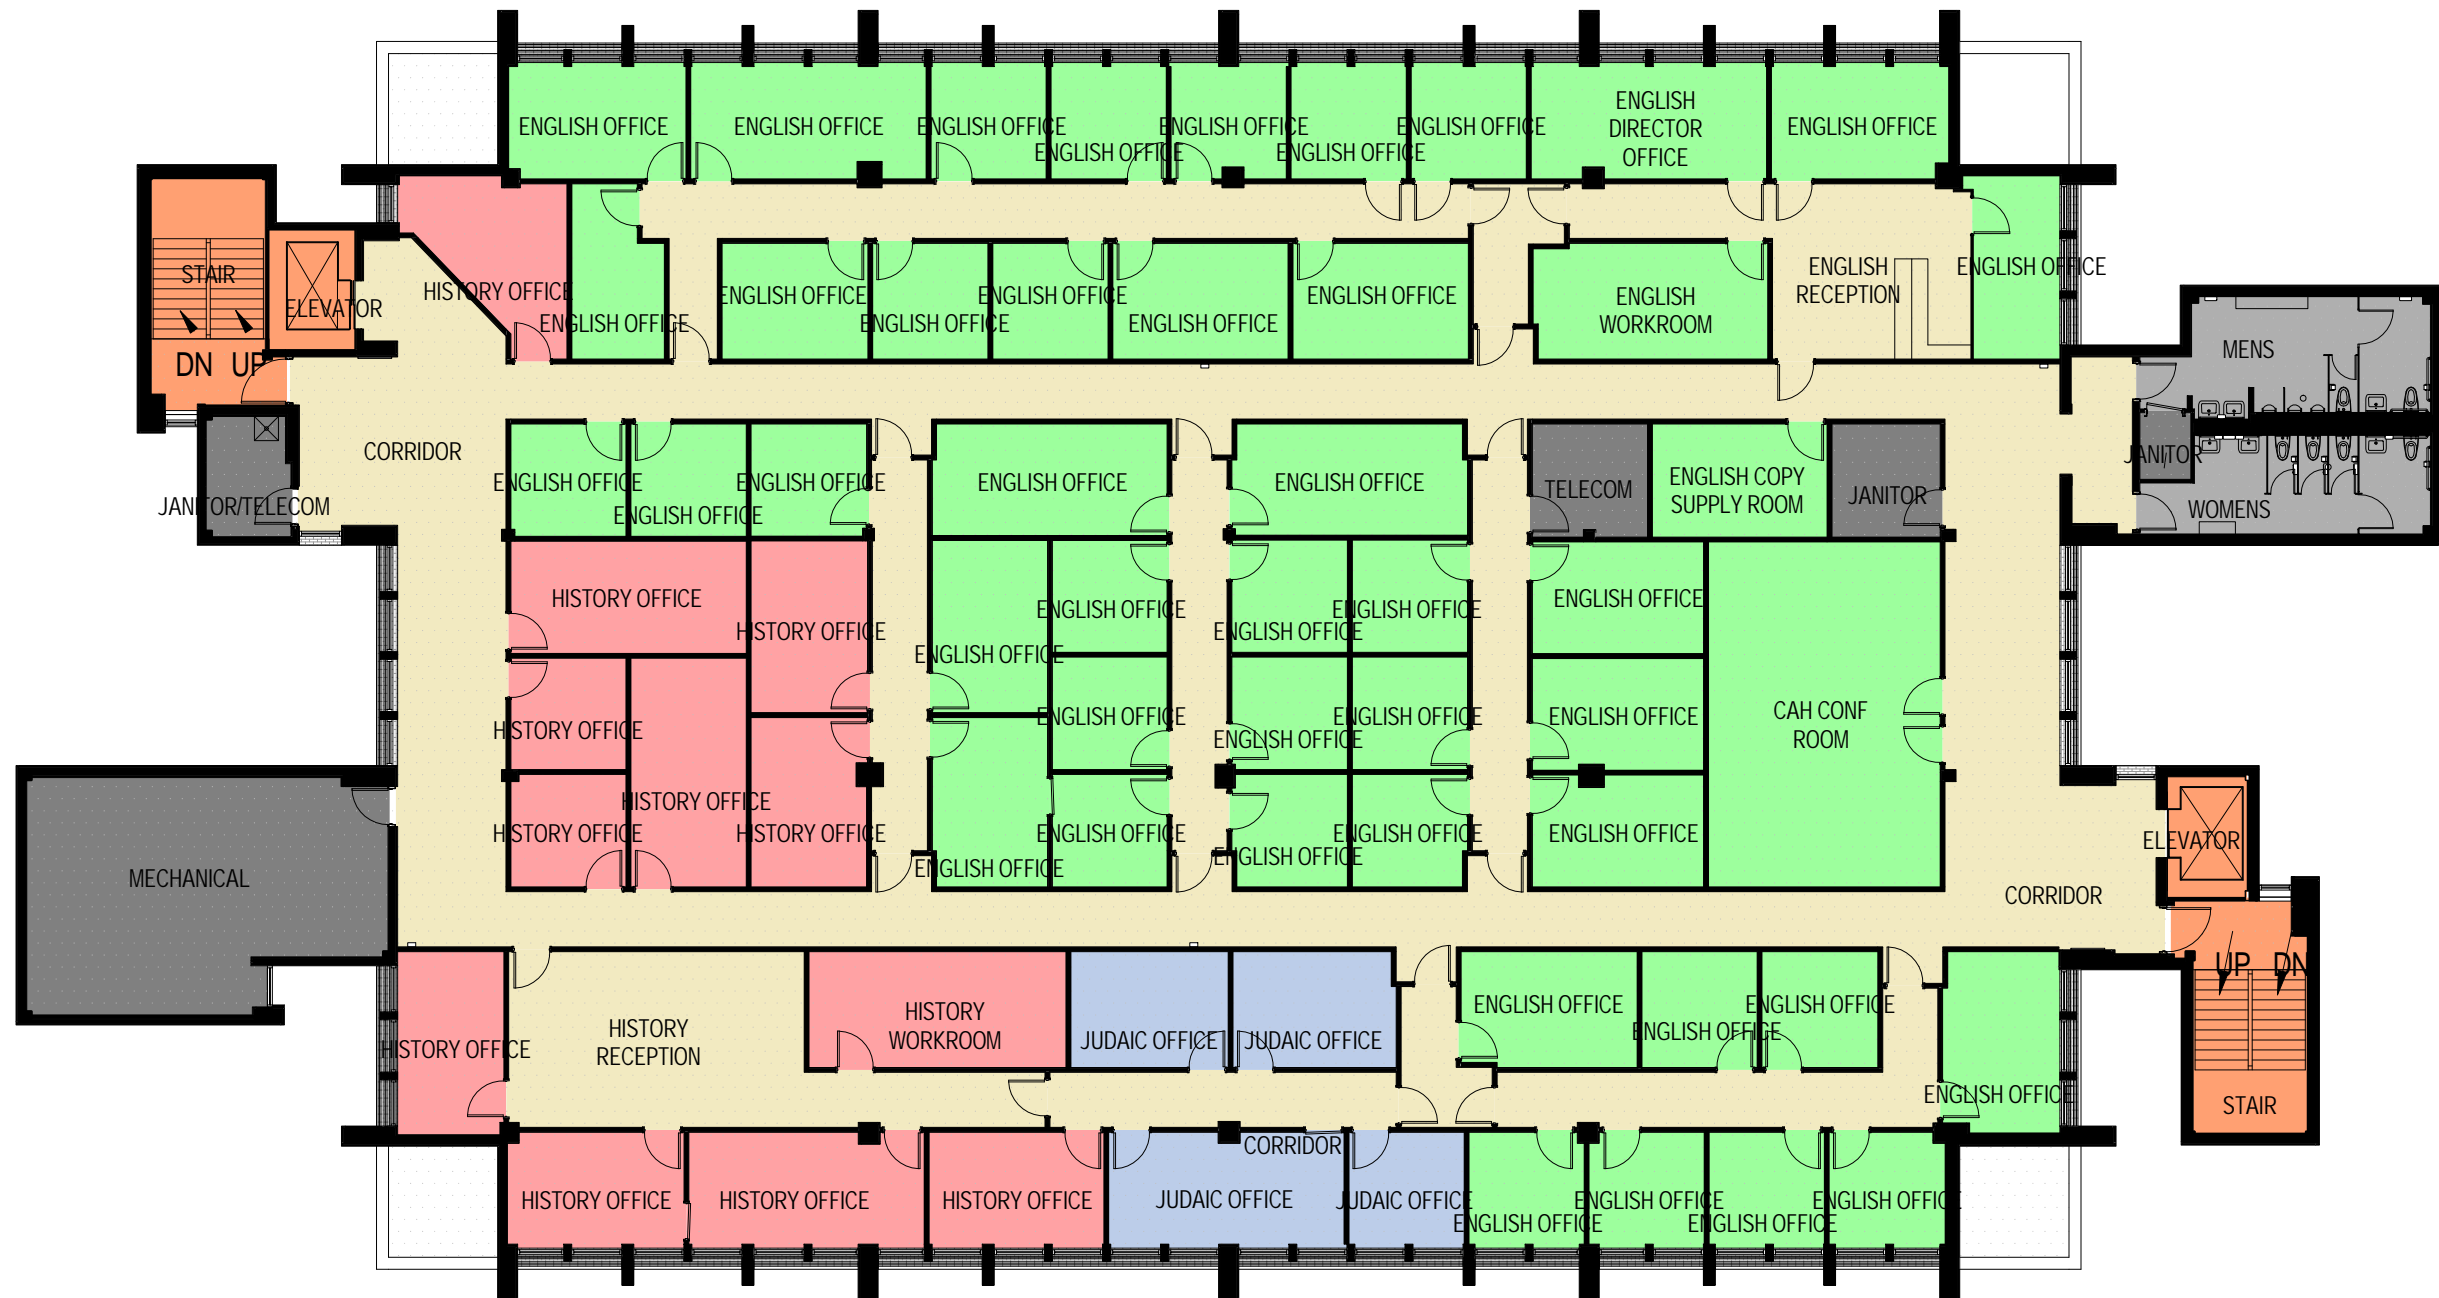 ENGLISH OFFICE
ENGLISH OFFICE
ENGLISH OFFICE
ENGLISH OFFICE
ENGLISH OFFICE
ENGLISH OFFICE
ENGLISH OFFICE
ENGLISH
DIRECTOR
OFFICE
ENGLISH OFFICE
STAIR
DN UP
ELEVATOR
HISTORY OFFICE
ENGLISH OFFICE
ENGLISH OFFICE
ENGLISH OFFICE
ENGLISH OFFICE
ENGLISH OFFICE
ENGLISH OFFICE
ENGLISH
WORKROOM
ENGLISH
RECEPTION
ENGLISH OFFICE
MENS
JANITOR
WOMENS
CORRIDOR
JANITOR/TELECOM
ENGLISH OFFICE
ENGLISH OFFICE
ENGLISH OFFICE
ENGLISH OFFICE
ENGLISH OFFICE
TELECOM
ENGLISH COPY
SUPPLY ROOM
JANITOR
HISTORY OFFICE
HISTORY OFFICE
ENGLISH OFFICE
ENGLISH OFFICE
ENGLISH OFFICE
ENGLISH OFFICE
ENGLISH OFFICE
HISTORY OFFICE
ENGLISH OFFICE
ENGLISH OFFICE
ENGLISH OFFICE
ENGLISH OFFICE
CAH CONF
ROOM
HISTORY OFFICE
HISTORY OFFICE
HISTORY OFFICE
ENGLISH OFFICE
ENGLISH OFFICE
ENGLISH OFFICE
ENGLISH OFFICE
ENGLISH OFFICE
MECHANICAL
ELEVATOR
CORRIDOR
UP DN
STAIR
HISTORY OFFICE
HISTORY
RECEPTION
HISTORY
WORKROOM
JUDAIC OFFICE
JUDAIC OFFICE
ENGLISH OFFICE
ENGLISH OFFICE
ENGLISH OFFICE
ENGLISH OFFICE
CORRIDOR
HISTORY OFFICE
HISTORY OFFICE
HISTORY OFFICE
JUDAIC OFFICE
JUDAIC OFFICE
ENGLISH OFFICE
ENGLISH OFFICE
ENGLISH OFFICE
ENGLISH OFFICE